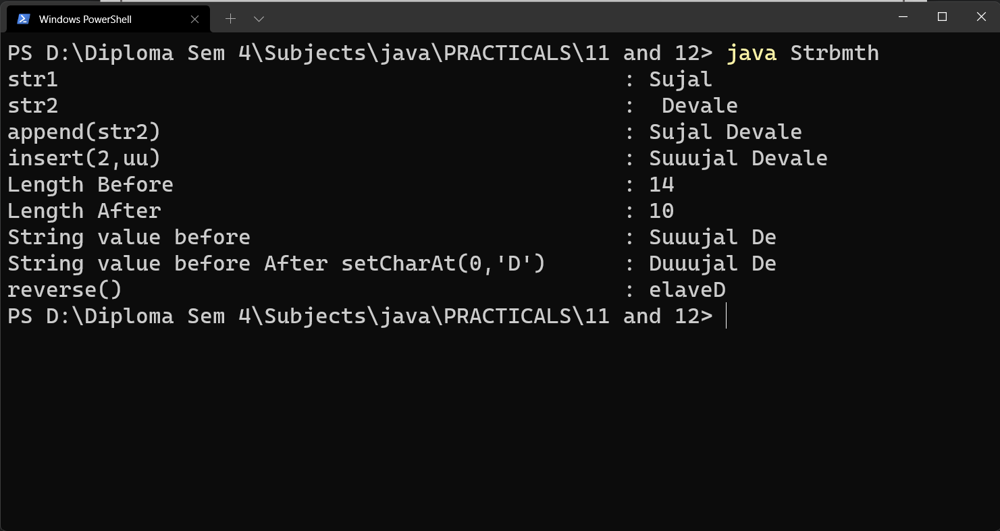 Windows PowerShell
PS D:\Diploma Sem 4\Subjects\java\PRACTICALS\11 and 12> java Strbmth
str1                                            : Sujal
str2                                            :  Devale
append(str2)                                    : Sujal Devale
insert(2,uu)                                    : Suuujal Devale
Length Before                                   : 14
Length After                                    : 10
String value before                             : Suuujal De
String value before After setCharAt(0,'D')      : Duuujal De
reverse()                                       : elaveD
PS D:\Diploma Sem 4\Subjects\java\PRACTICALS\11 and 12>